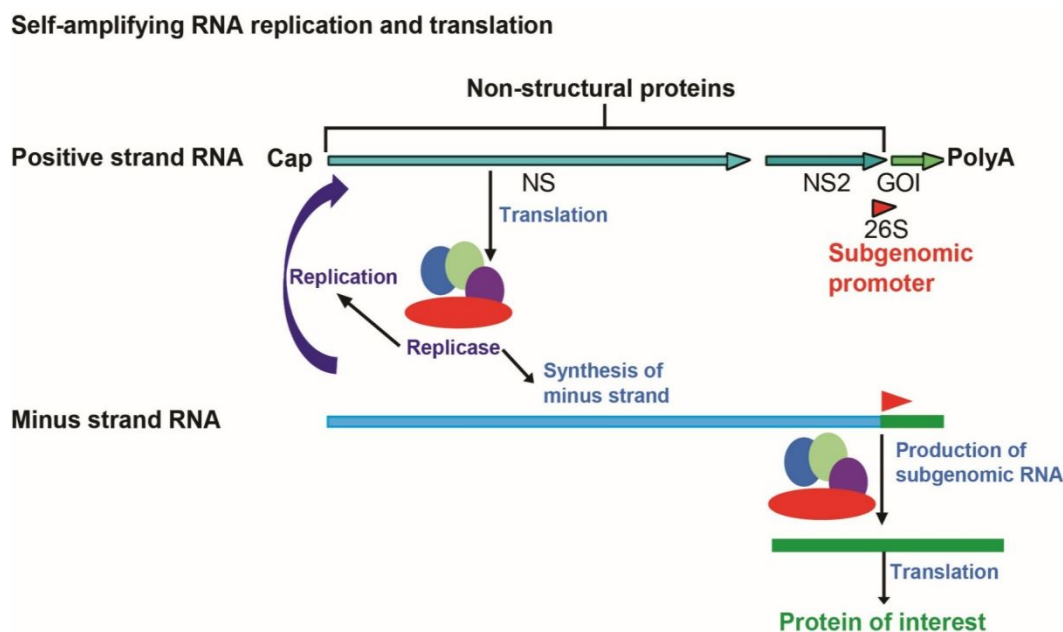 Self-amplifying RNA replication and translation
Non-structural proteins
Positive strand RNA
Cap
PolyA
NS
NS2
GOI
Translation
26S
Subgenomic
promoter
Replication
Replicase
Synthesis of
minus strand
Minus strand RNA
Production of
subgenomic RNA
Translation
Protein of interest